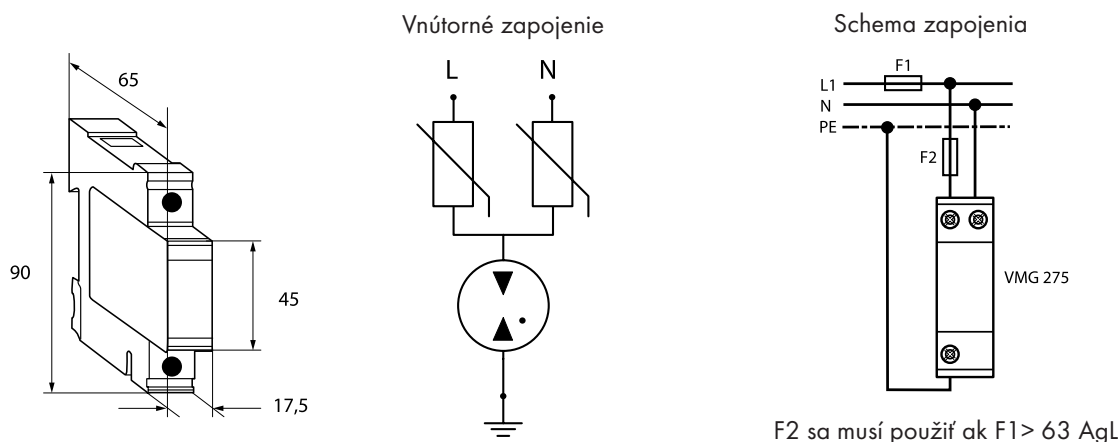 Vnútorné zapojenie
Schema zapojenia
65
90
45
17,5
L N
F1
L1
N
PE
F2
VMG 275
F2 sa musí použiť ak F1> 63 AgL